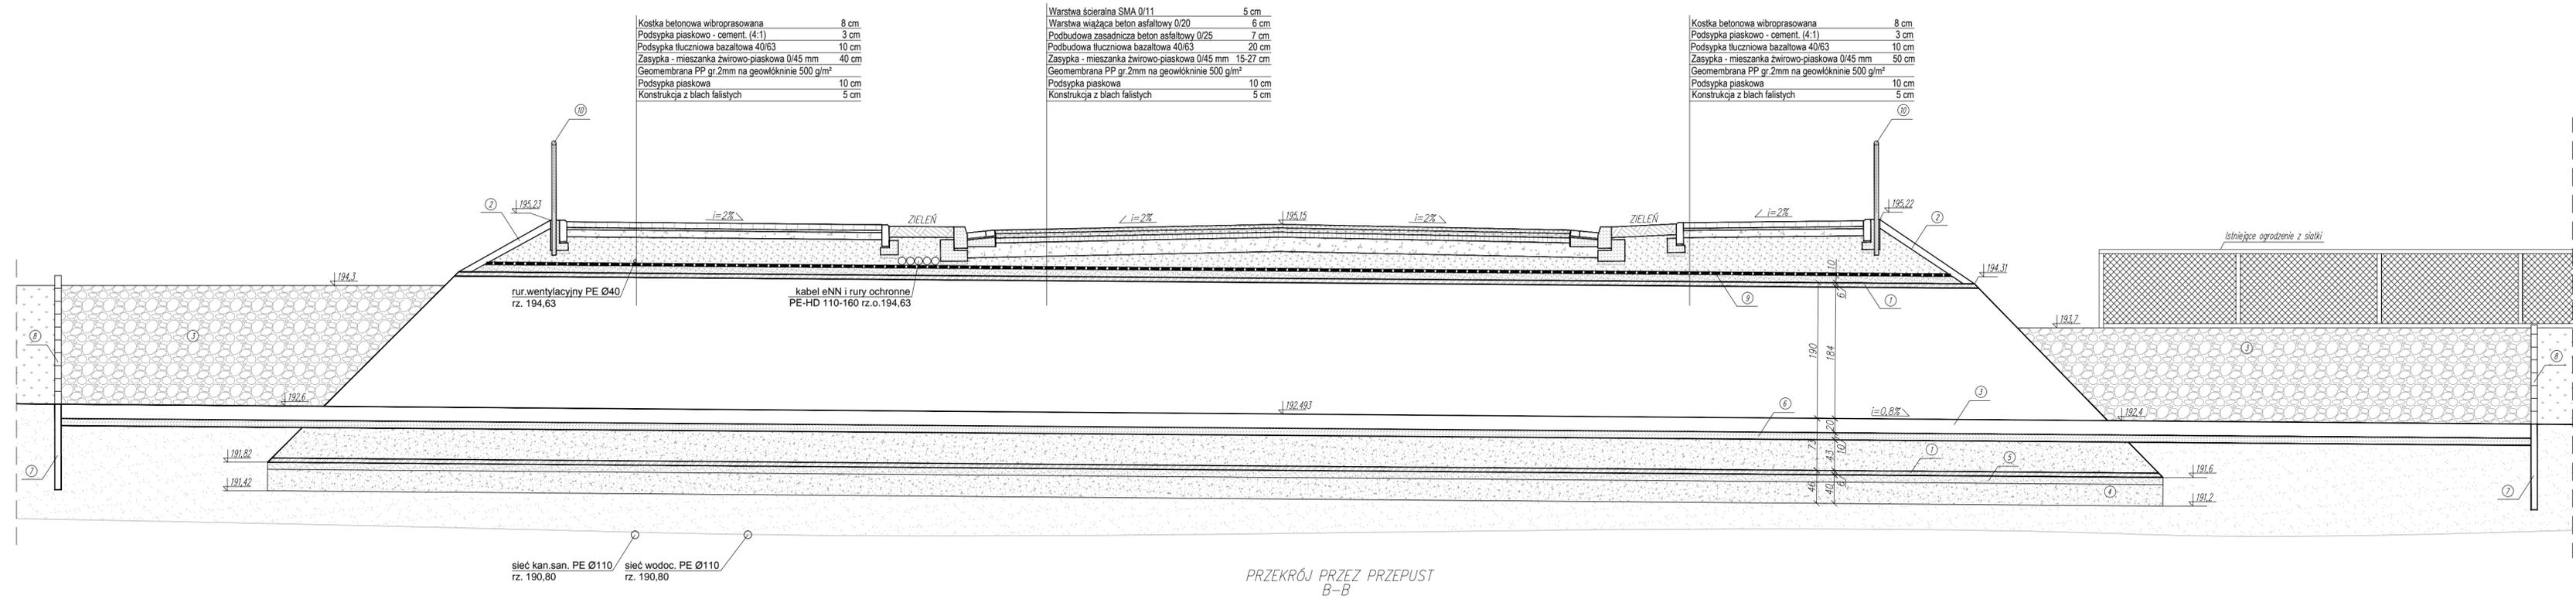 Kostka betonowa wibroprasowana 8 cm
Podsypka piaskowo - cement. (4:1) 3 cm
Podsypka tłuczniowa bazaltowa 40/63 10 cm
Zasypka - mieszanka żwirowo-piaskowa 0/45 mm 40 cm
Geomembrana PP gr.2mm na geowłókninie 500 g/m²
Podsypka piaskowa 10 cm
Konstrukcja z blach falistych 5 cm
Warstwa ścieralna SMA 0/11 5 cm
Warstwa wiążąca beton asfaltowy 0/20 6 cm
Podbudowa zasadnicza beton asfaltowy 0/25 7 cm
Podbudowa tłuczniowa bazaltowa 40/63 20 cm
Zasypka - mieszanka żwirowo-piaskowa 0/45 mm 15-27 cm
Geomembrana PP gr.2mm na geowłókninie 500 g/m²
Podsypka piaskowa 10 cm
Konstrukcja z blach falistych 5 cm
Kostka betonowa wibroprasowana 8 cm
Podsypka piaskowo - cement. (4:1) 3 cm
Podsypka tłuczniowa bazaltowa 40/63 10 cm
Zasypka - mieszanka żwirowo-piaskowa 0/45 mm 50 cm
Geomembrana PP gr.2mm na geowłókninie 500 g/m²
Podsypka piaskowa 10 cm
Konstrukcja z blach falistych 5 cm
10
10
2
195,23
i=2%
ZIELEŃ
i=2%
195,15
i=2%
ZIELEŃ
i=2%
195,22
2
Istniejące ogrodzenie z siatki
194,3
rur.wentylacyjny PE Ø40
rz. 194,63
kabel eNN i rury ochronne
PE-HD 110-160 rz.o.194,63
9
10
6
1
194,31
193,7
8
3
190
184
3
8
192,6
192,493
6
i=0,8%
3
192,4
20
73
10
43
1
5
191,82
191,6
7
191,42
46
40
6
4
191,2
7
sieć kan.san. PE Ø110
rz. 190,80
sieć wodoc. PE Ø110
rz. 190,80
PRZEKRÓJ PRZEZ PRZEPUST
B-B